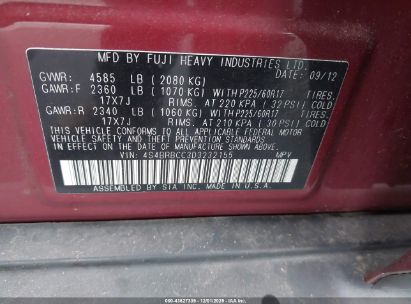 MFD BY FUJI HEAVY INDUSTRIES LTD.
GVWR: 4585 LB (2080 KG) DATE: 09/12
GAWR:F 2360 LB (1070 KG) WITH P225/60R17 TIRES.
17X7J RIMS. AT 220 KPA (32 PSI) COLD
GAWR:R 2340 LB (1060 KG) WITH P225/60R17 TIRES.
17X7J RIMS. AT 210 KPA (30 PSI) COLD
THIS VEHICLE CONFORMS TO ALL APPLICABLE FEDERAL MOTOR
VEHICLE SAFETY STANDARDS IN EFFECT ON THE DATE OF
MANUFACTURE SHOWN ABOVE.
VIN: 4S4BRBCC3D3232155 MPV
ASSEMBLED BY SIA INC. MADE IN U.S.A.